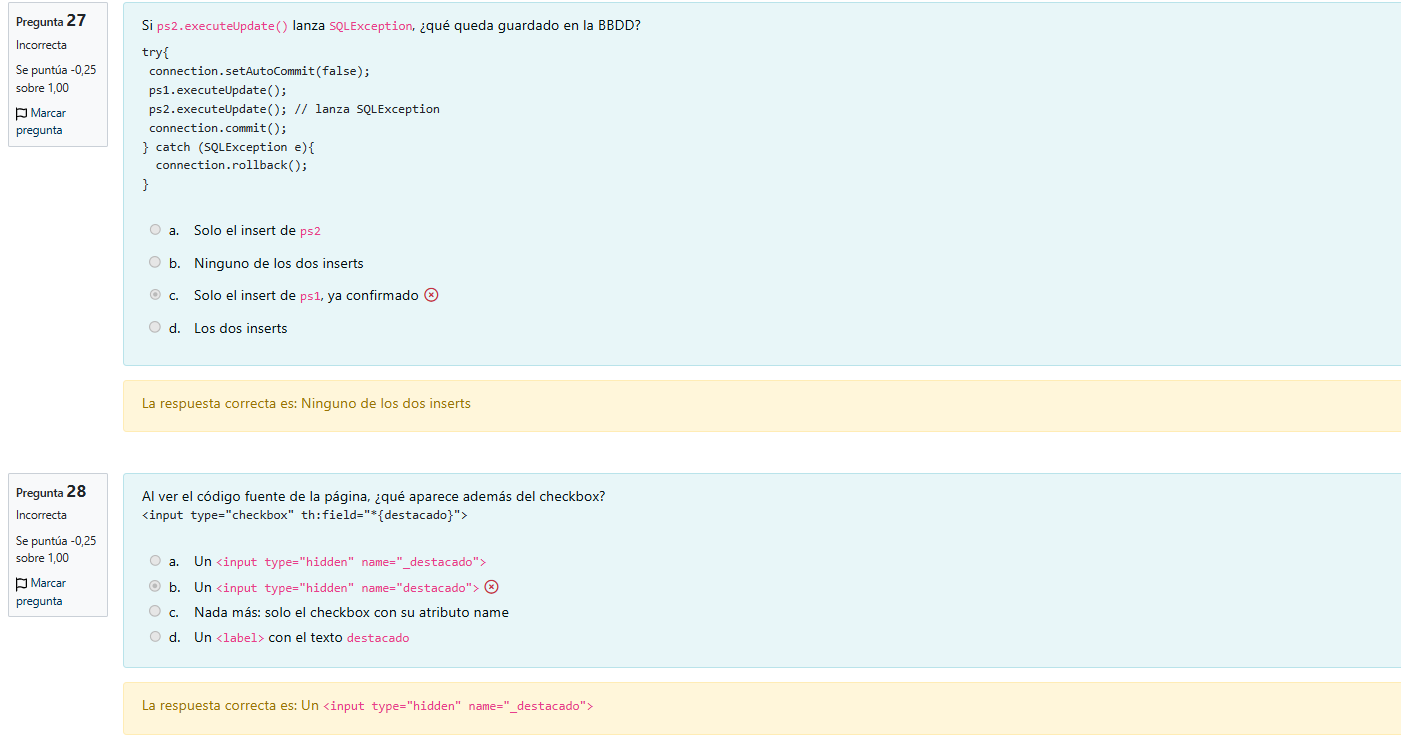 Pregunta 27
Incorrecta
Se puntúa -0,25
sobre 1,00
Marcar
pregunta
Si ps2.executeUpdate() lanza SQLException, ¿qué queda guardado en la BBDD?
try{
 connection.setAutoCommit(false);
 ps1.executeUpdate();
 ps2.executeUpdate(); // lanza SQLException
 connection.commit();
} catch (SQLException e){
  connection.rollback();
}
a. Solo el insert de ps2
b. Ninguno de los dos inserts
c. Solo el insert de ps1, ya confirmado
d. Los dos inserts
La respuesta correcta es: Ninguno de los dos inserts
Pregunta 28
Incorrecta
Se puntúa -0,25
sobre 1,00
Marcar
pregunta
Al ver el código fuente de la página, ¿qué aparece además del checkbox?
<input type="checkbox" th:field="*{destacado}">
a. Un <input type="hidden" name="_destacado">
b. Un <input type="hidden" name="destacado">
c. Nada más: solo el checkbox con su atributo name
d. Un <label> con el texto destacado
La respuesta correcta es: Un <input type="hidden" name="_destacado">